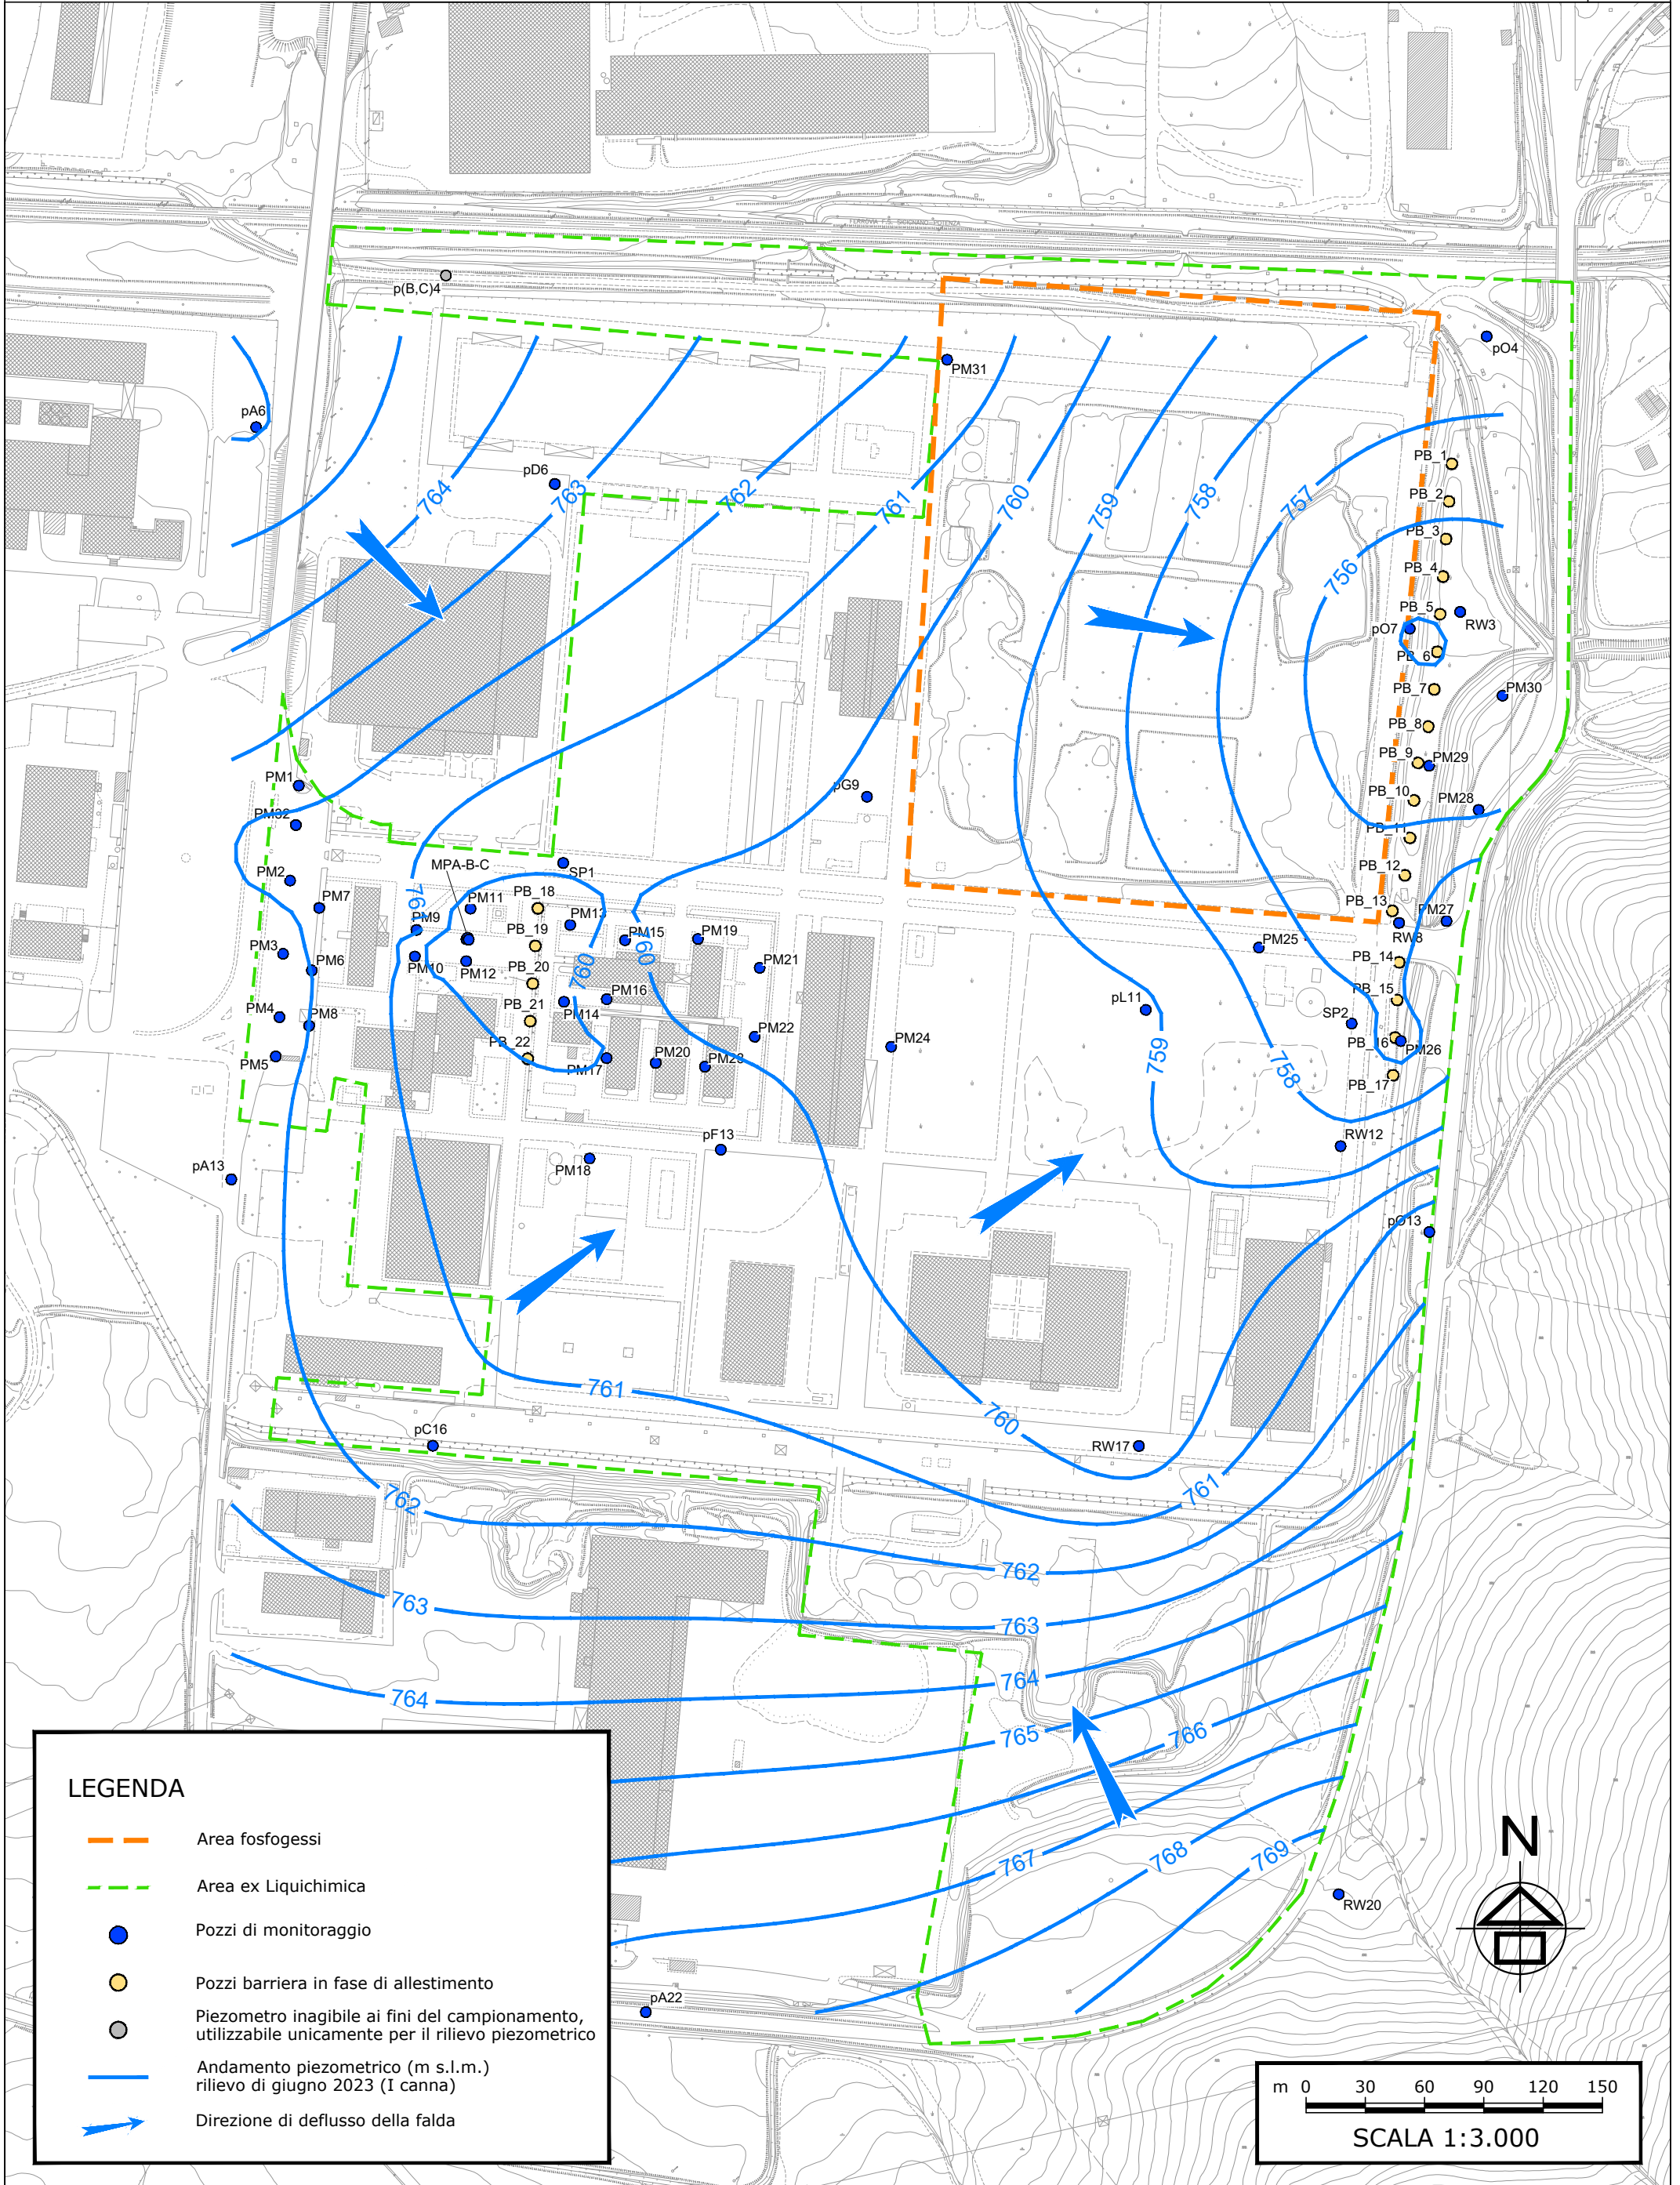 p(B,C)4
pO4
PM31
pA6
PB_1
pD6
764
763
762
761
760
759
758
757
PB_2
PB_3
756
PB_4
PB_5
RW3
pO7
PB_6
PB_7
PM30
PB_8
PB_9
PM29
PM1
pG9
PB_10
PM28
PM32
PB_11
MPA-B-C
SP1
PB_12
PM2
PM7
761
PM11
PB_18
PB_13
PM27
PM9
PM13
RW8
PM3
PB_19
PM15
760
PM19
PM25
PM6
PM10
PM12
PB_20
760
PM21
PB_14
PM4
PM8
PB_21
PM14
PM16
pL11
PB_15
SP2
PM5
PB_22
PM17
PM20
PM23
PM22
PM24
759
758
PB_16
PM26
PB_17
pA13
PM18
pF13
RW12
pO13
761
760
pC16
RW17
762
761
763
762
763
764
764
765
766
767
768
769
RW20
pA22
LEGENDA
Area fosfogessi
Area ex Liquichimica
Pozzi di monitoraggio
Pozzi barriera in fase di allestimento
Piezometro inagibile ai fini del campionamento,
utilizzabile unicamente per il rilievo piezometrico
Andamento piezometrico (m s.l.m.)
rilievo di giugno 2023 (I canna)
Direzione di deflusso della falda
N
m 0 30 60 90 120 150
SCALA 1:3.000